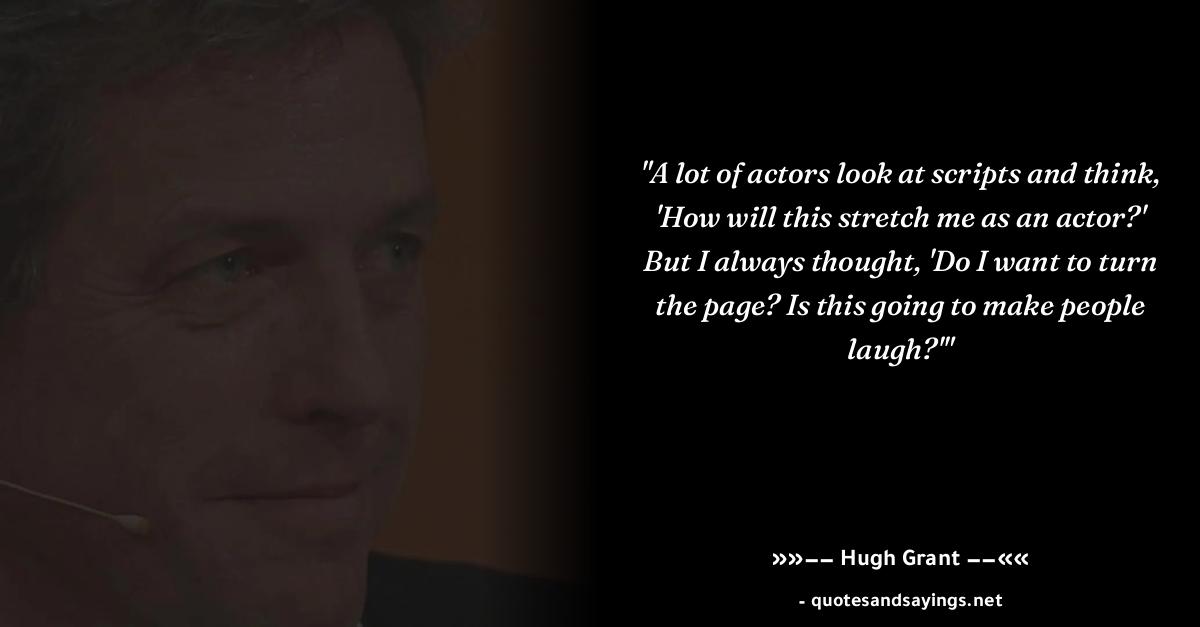 "A lot of actors look at scripts and think,
'How will this stretch me as an actor?'
But I always thought, 'Do I want to turn
the page? Is this going to make people
laugh?'"
»»–– Hugh Grant ––««
- quotesandsayings.net